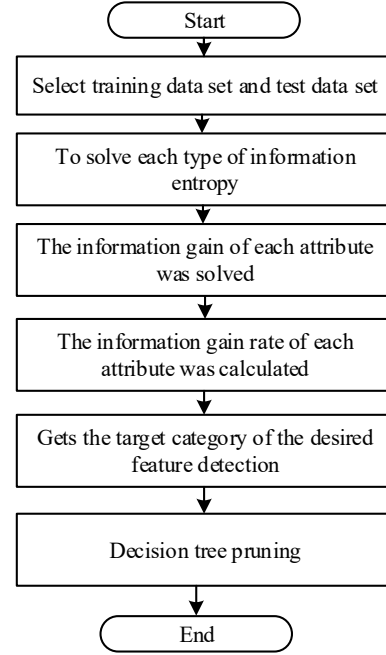 Start
Select training data set and test data set
To solve each type of information
entropy
The information gain of each attribute
was solved
The information gain rate of each
attribute was calculated
Gets the target category of the desired
feature detection
Decision tree pruning
End